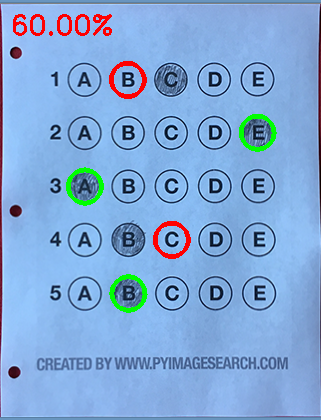 60.00%
1 A B C D E
2 A B C D E
3 A B C D E
4 A B C D E
5 A B C D E
CREATED BY WWW.PYIMAGESEARCH.COM